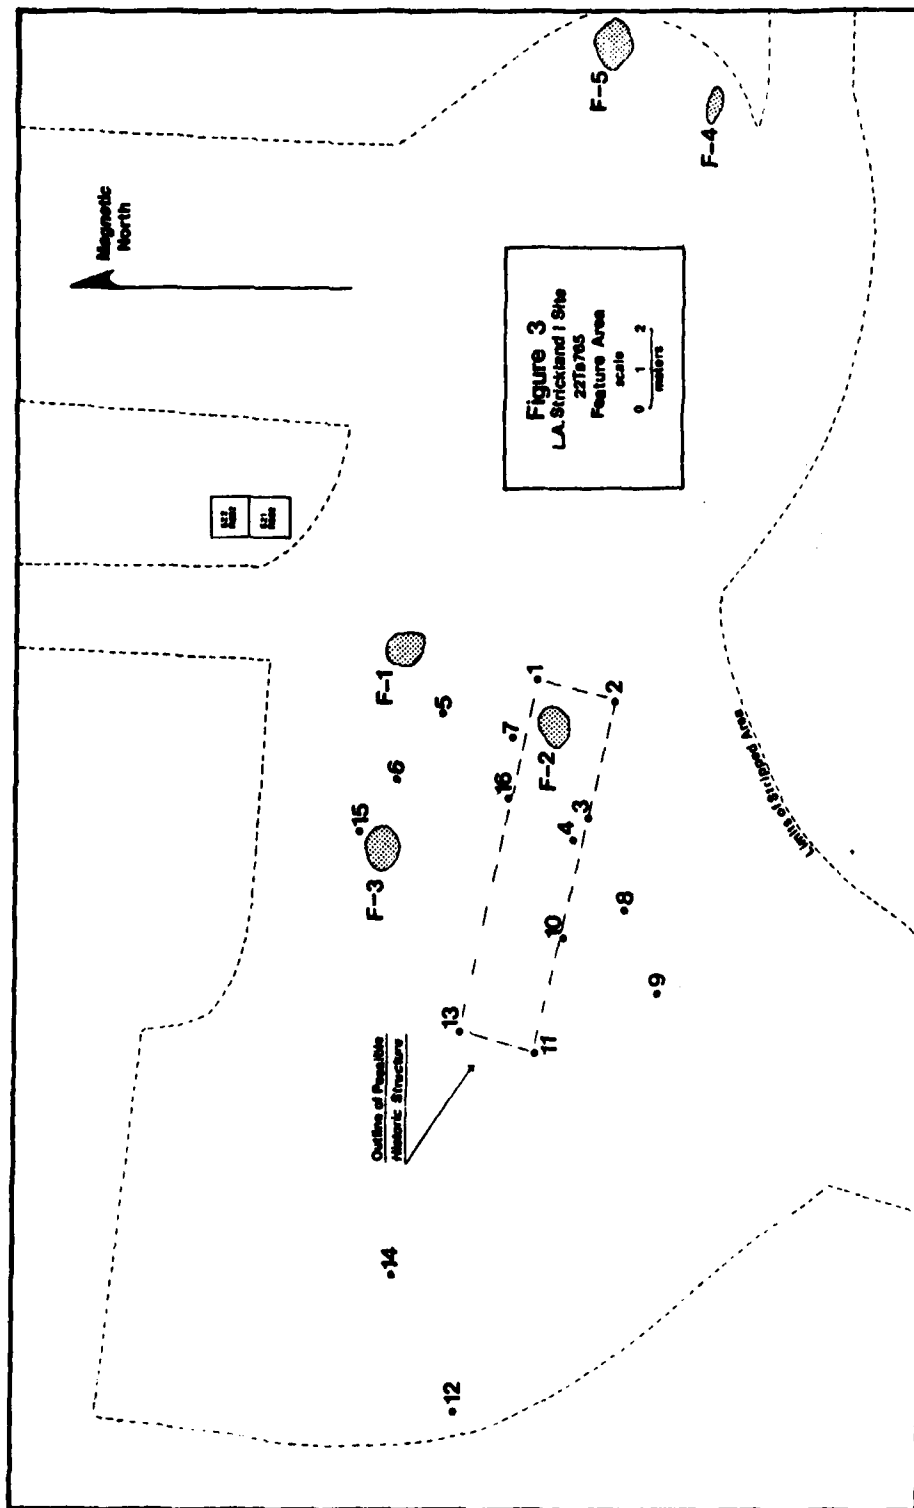 Magnetic
North
F-5
F-4
Figure 3
L.A. Strickland I Site
22Ts765
Feature Area
scale
0 1 2
meters
F-1
5
6
15
F-3
16
7
1
F-2
2
4
3
10
8
9
13
11
Outline of Possible
Historic Structure
14
12
Limits of Stripped Area